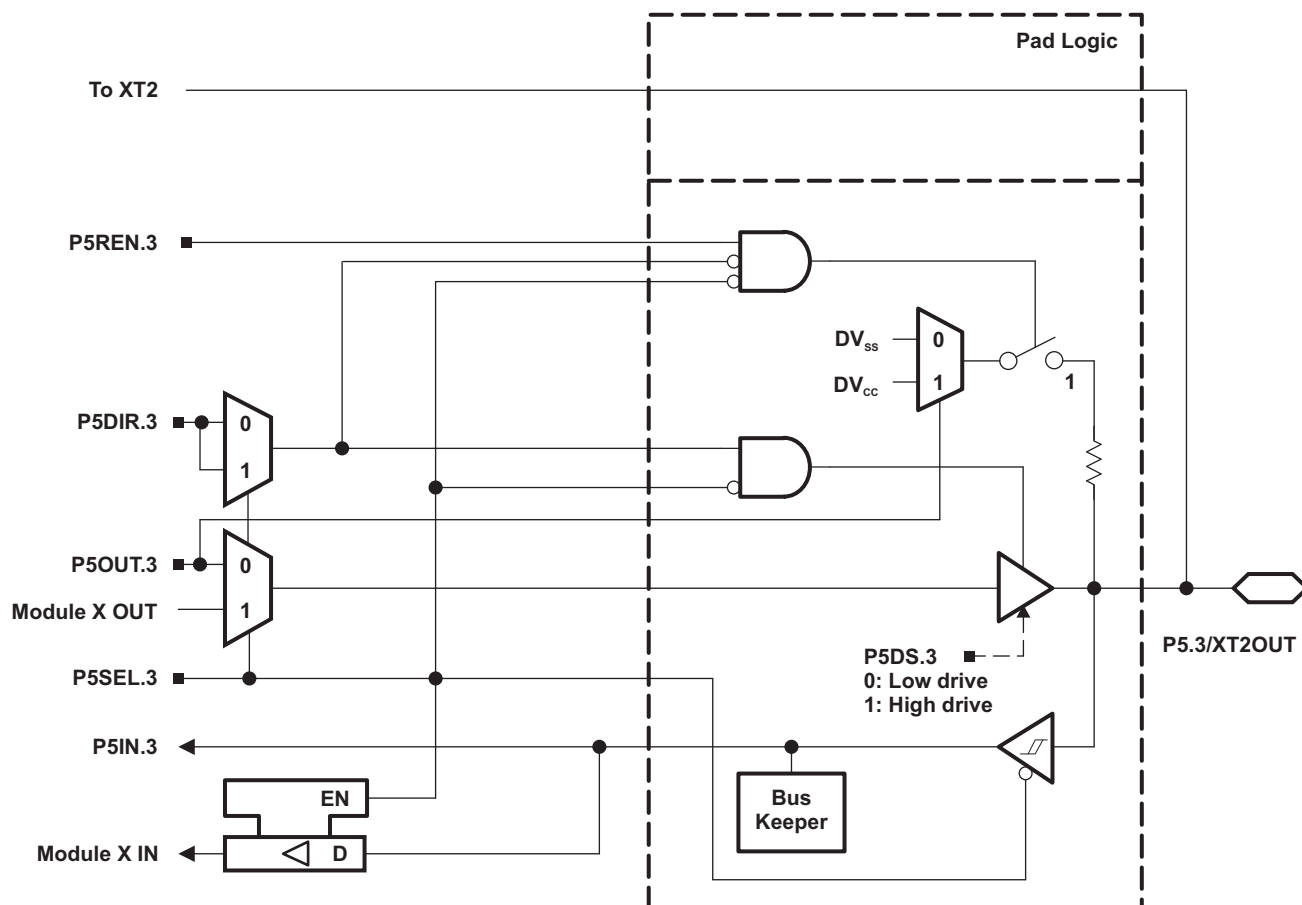 Pad Logic
To XT2
P5REN.3
DVSS
0
DVCC
1
1
P5DIR.3
0
1
P5OUT.3
0
Module X OUT
1
P5SEL.3
P5DS.3
0: Low drive
1: High drive
P5.3/XT2OUT
P5IN.3
Bus
Keeper
EN
Module X IN
D